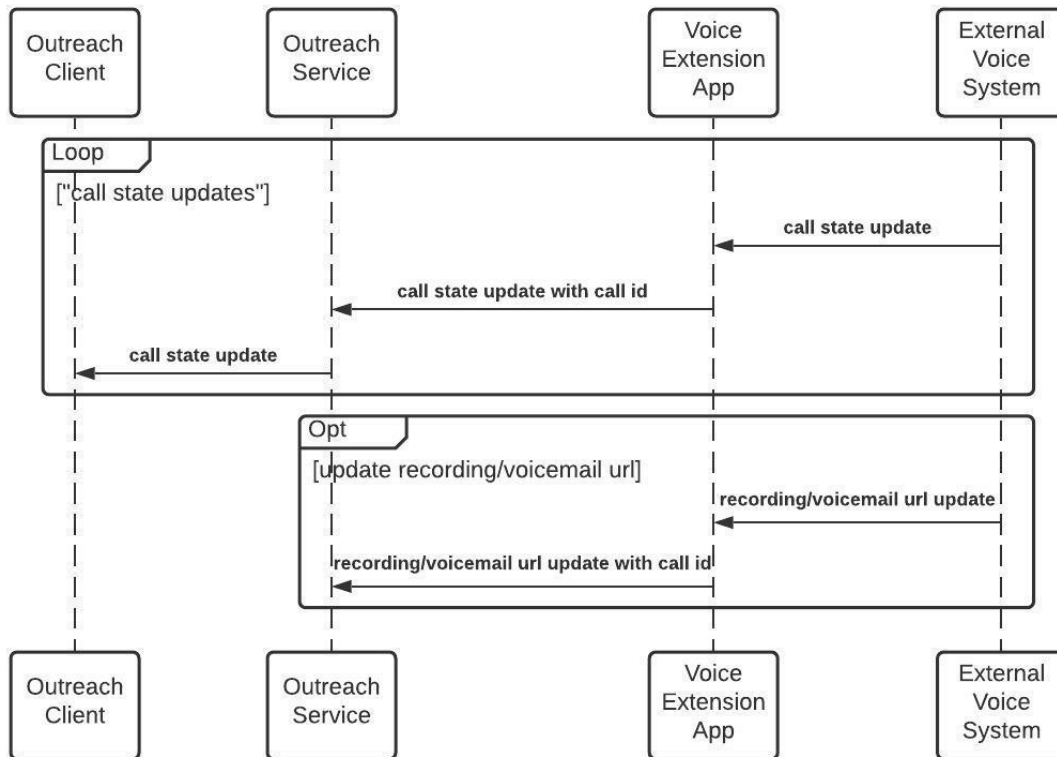 Outreach
Client
Outreach
Service
Voice
Extension
App
External
Voice
System
Loop
["call state updates"]
call state update
call state update with call id
call state update
Opt
[update recording/voicemail url]
recording/voicemail url update
recording/voicemail url update with call id
Outreach
Client
Outreach
Service
Voice
Extension
App
External
Voice
System